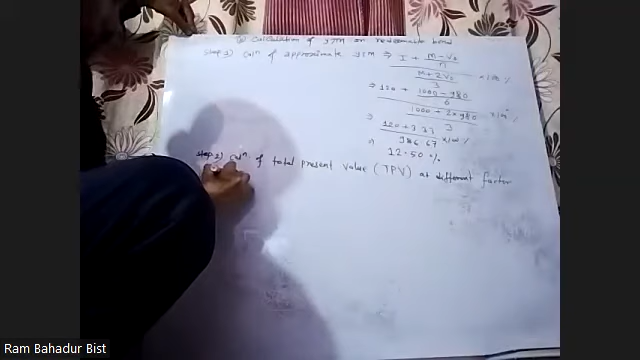 Calculation of YTM on redeemable bond
Step 1) Calⁿ of approximate YTM ⇒ I + M - V₀
n
M + 2V₀ × 100 %
3
⇒ 120 + 1000 - 980
6
1000 + 2 × 980 × 100 %
3
⇒ 120 + 3.33
986.67 × 100 %
12.50 %
Step 2) Calⁿ of total present value (TPV) at different factor
Ram Bahadur Bist